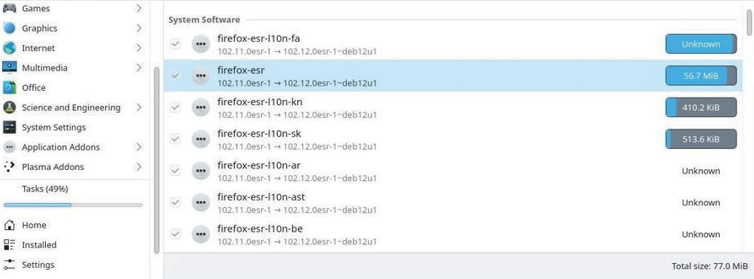 Games
Graphics
Internet
Multimedia
Office
Science and Engineering
System Settings
Application Addons
Plasma Addons
Tasks (49%)
Home
Installed
Settings
System Software
firefox-esr-l10n-fa
102.11.0esr-1 → 102.12.0esr-1~deb12u1
Unknown
firefox-esr
102.11.0esr-1 → 102.12.0esr-1~deb12u1
56.7 MiB
firefox-esr-l10n-kn
102.11.0esr-1 → 102.12.0esr-1~deb12u1
410.2 KiB
firefox-esr-l10n-sk
102.11.0esr-1 → 102.12.0esr-1~deb12u1
513.6 KiB
firefox-esr-l10n-ar
102.11.0esr-1 → 102.12.0esr-1~deb12u1
Unknown
firefox-esr-l10n-ast
102.11.0esr-1 → 102.12.0esr-1~deb12u1
Unknown
firefox-esr-l10n-be
102.11.0esr-1 → 102.12.0esr-1~deb12u1
Unknown
Total size: 77.0 MiB